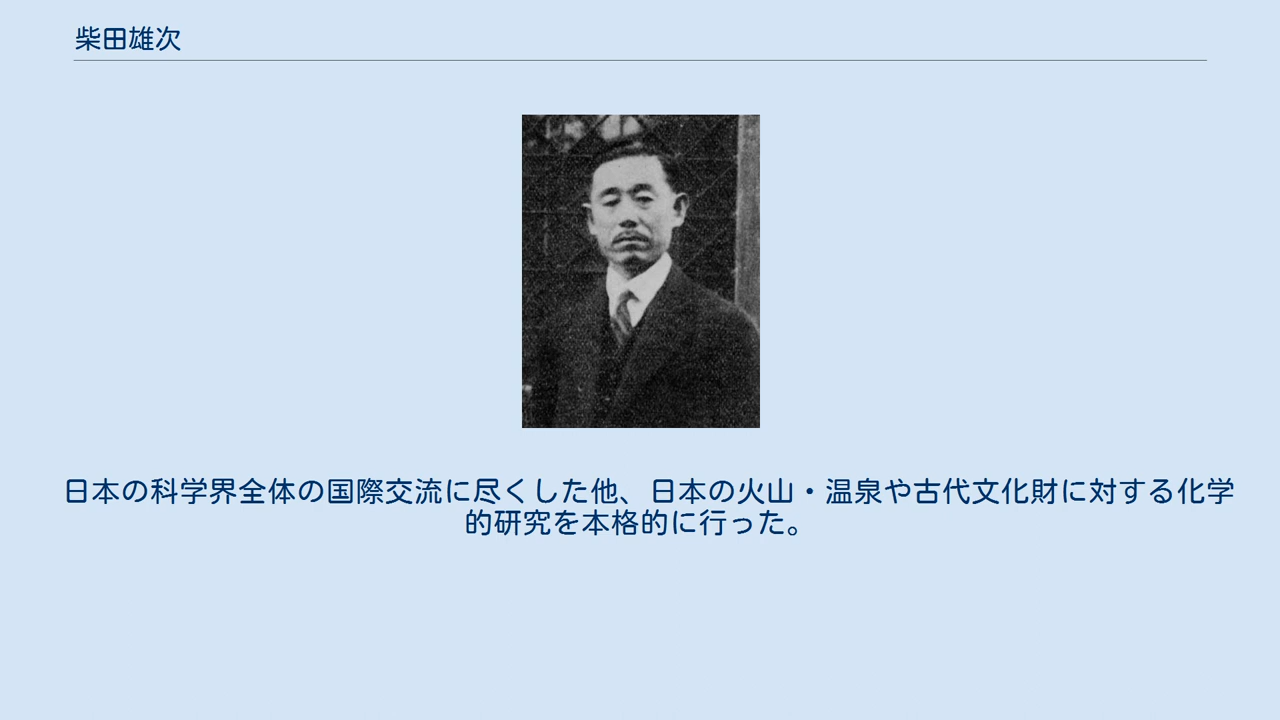 柴田雄次
日本の科学界全体の国際交流に尽くした他、日本の火山・温泉や古代文化財に対する化学
的研究を本格的に行った。